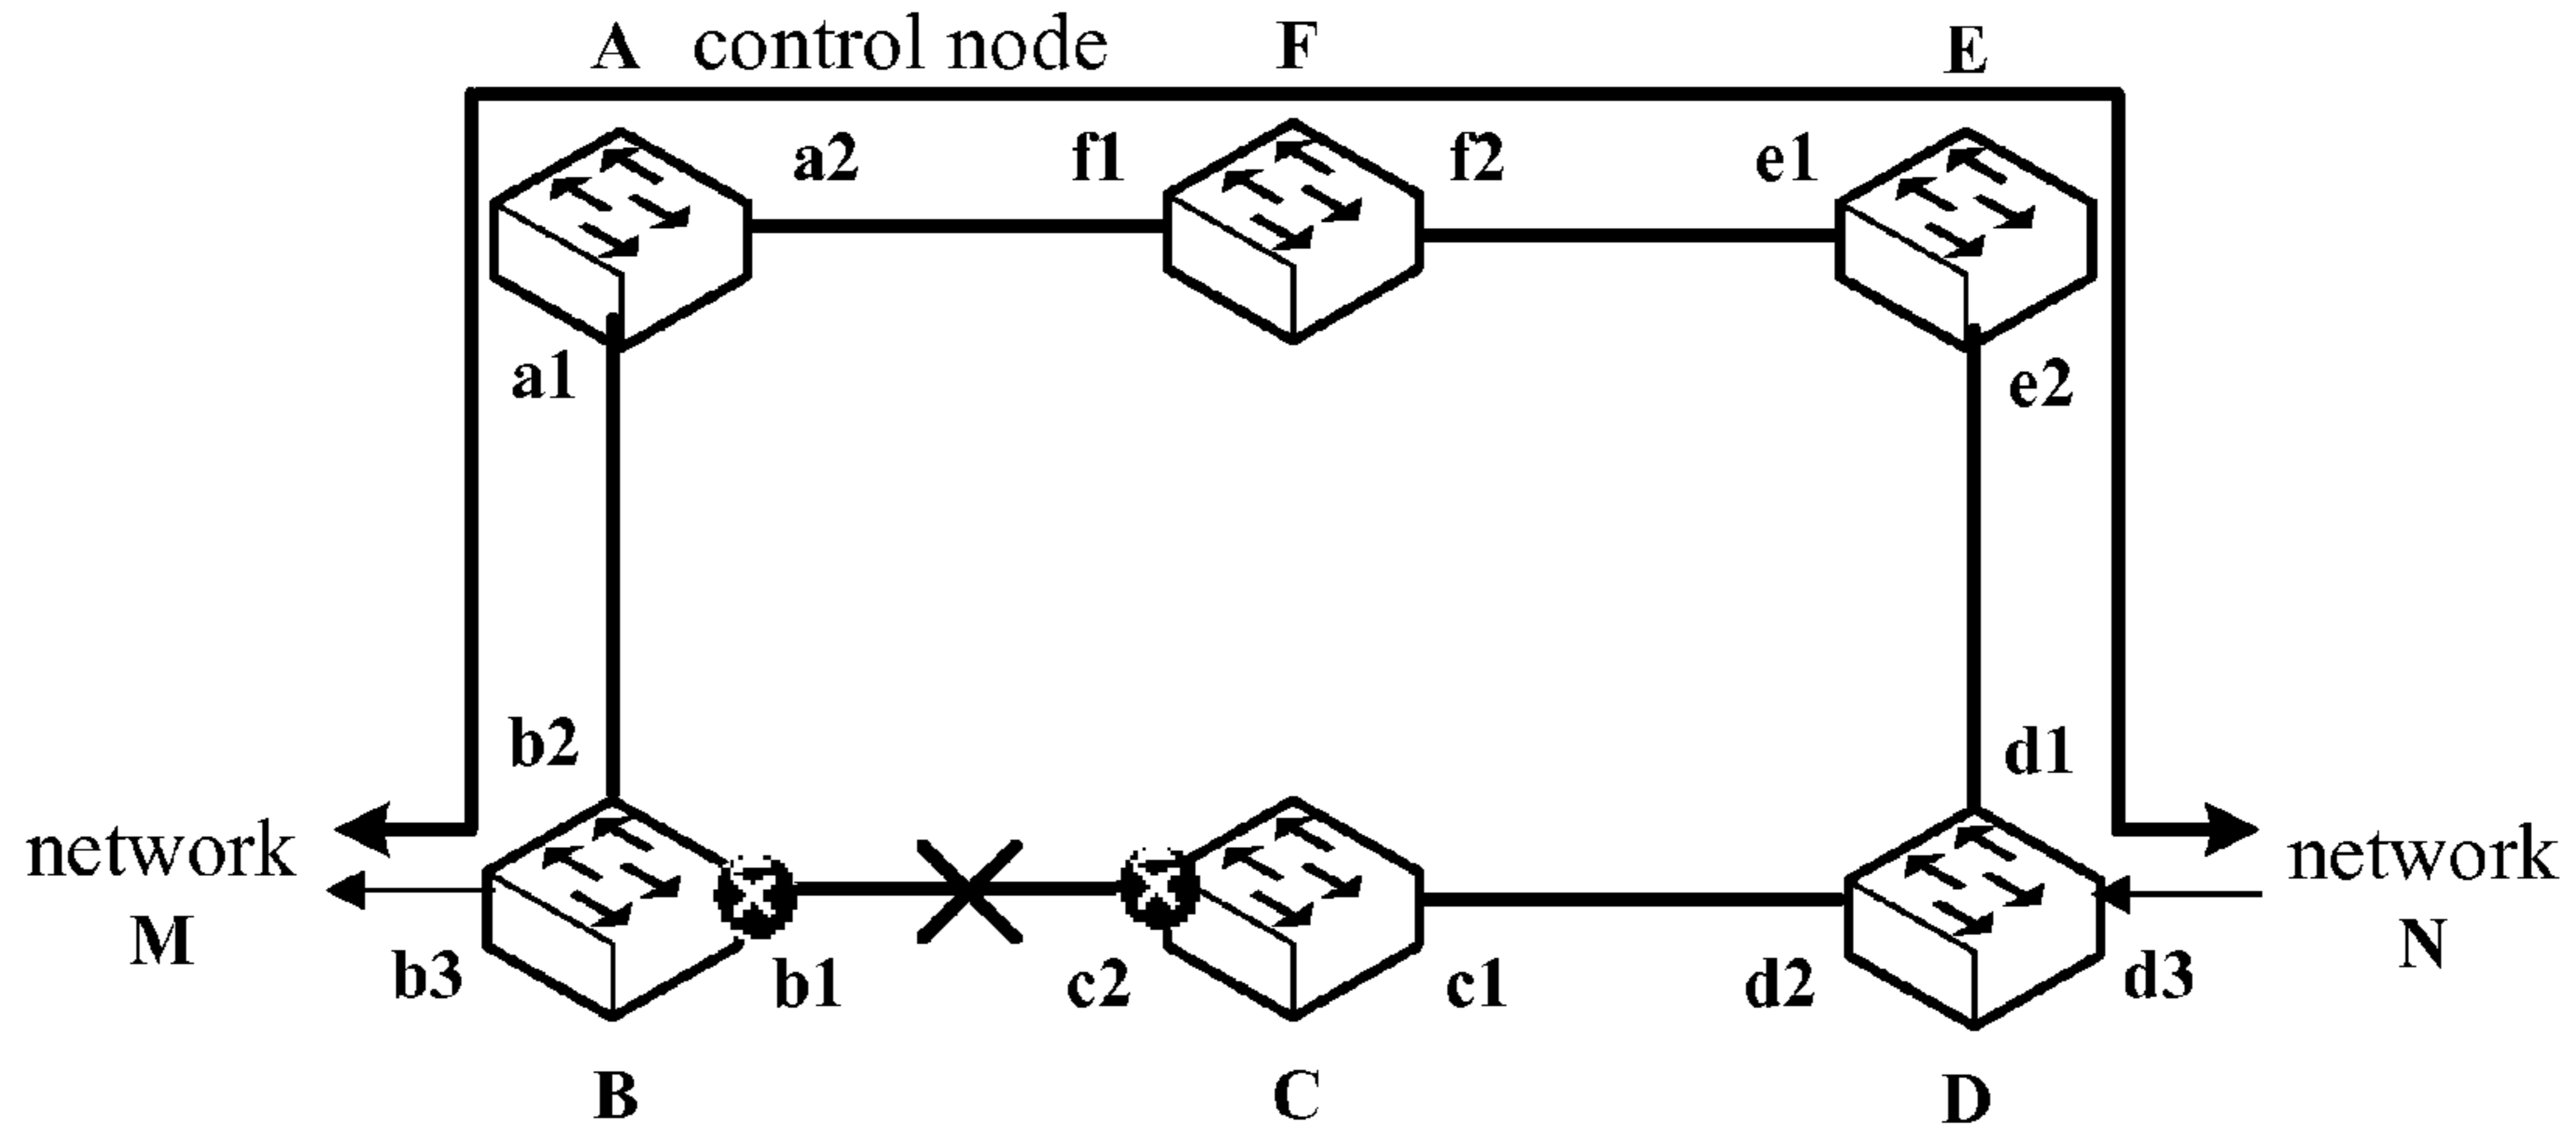 A control node F E
a2 f1 f2 e1
a1 e2
b2 d1
network M
network N
b3 b1 c2 c1 d2 d3
B C D